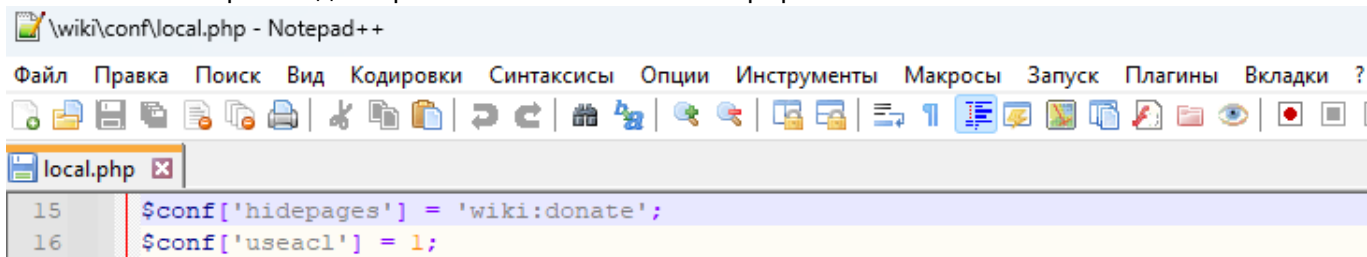 \wiki\conf\local.php - Notepad++
Файл Правка Поиск Вид Кодировки Синтаксисы Опции Инструменты Макросы Запуск Плагины Вкладки ?
local.php
15 $conf['hidepages'] = 'wiki:donate';
16 $conf['useacl'] = 1;